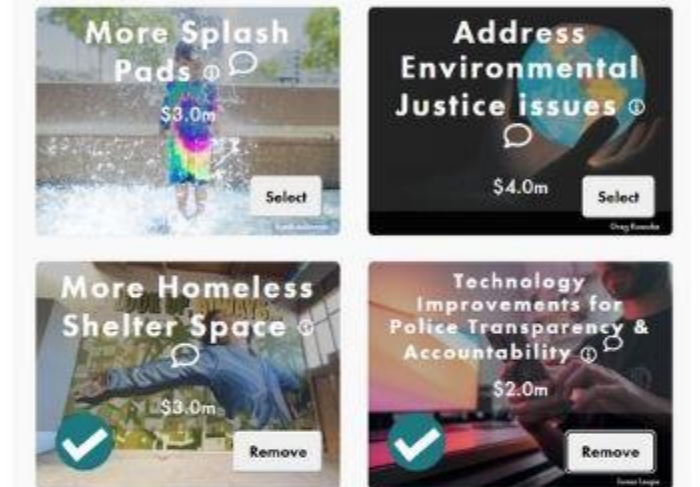 More Splash
Pads
$3.0m
Select
Address
Environmental
Justice issues
$4.0m
Select
More Homeless
Shelter Space
$3.0m
Remove
Technology
Improvements for
Police Transparency &
Accountability
$2.0m
Remove